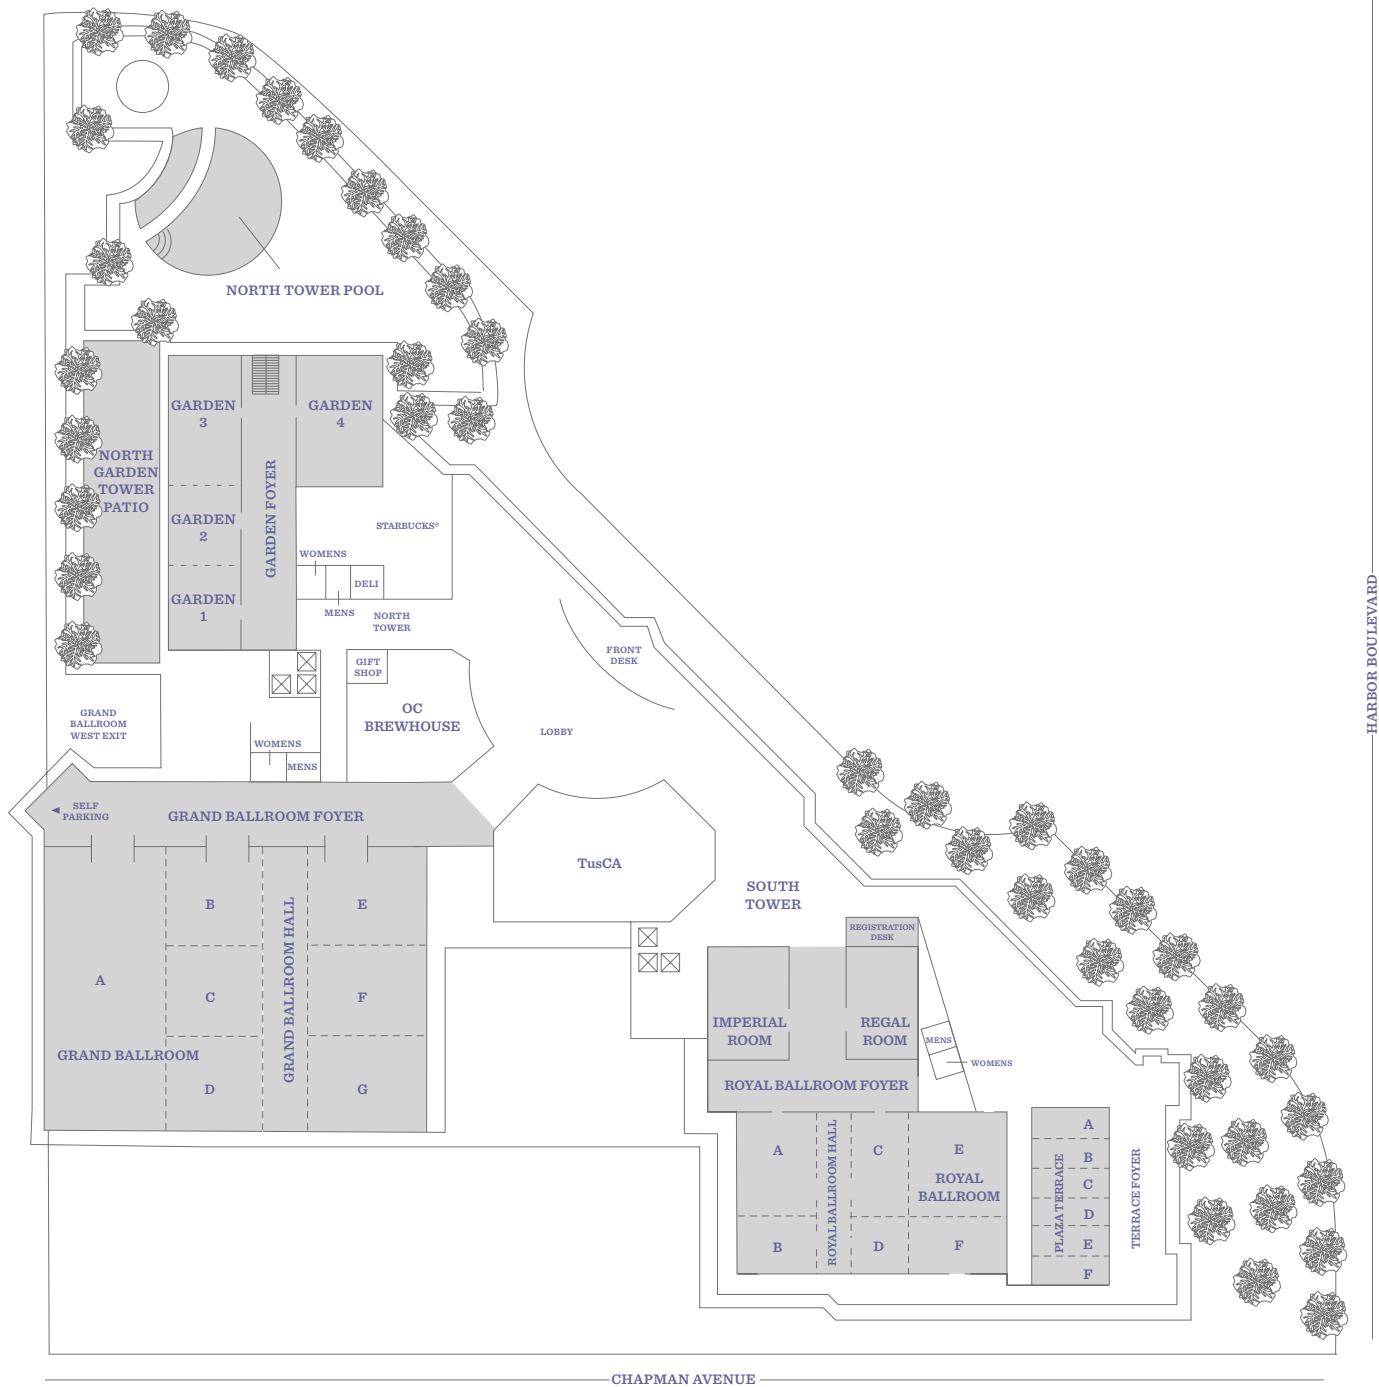 NORTH TOWER POOL
GARDEN
3
GARDEN
4
NORTH
GARDEN
TOWER
PATIO
GARDEN FOYER
GARDEN
2
STARBUCKS®
WOMENS
DELI
GARDEN
1
MENS
NORTH
TOWER
HARBOR BOULEVARD
FRONT
DESK
GIFT
SHOP
OC
BREWHOUSE
GRAND
BALLROOM
WEST EXIT
LOBBY
WOMENS
MENS
SELF
PARKING
GRAND BALLROOM FOYER
TusCA
SOUTH
TOWER
B
E
GRAND BALLROOM HALL
A
C
F
GRAND BALLROOM
D
G
REGISTRATION
DESK
IMPERIAL
ROOM
REGAL
ROOM
MENS
WOMENS
ROYAL BALLROOM FOYER
A
ROYAL BALLROOM HALL
C
E
ROYAL
BALLROOM
B
D
F
PLAZA TERRACE
A
B
C
D
E
F
TERRACE FOYER
CHAPMAN AVENUE